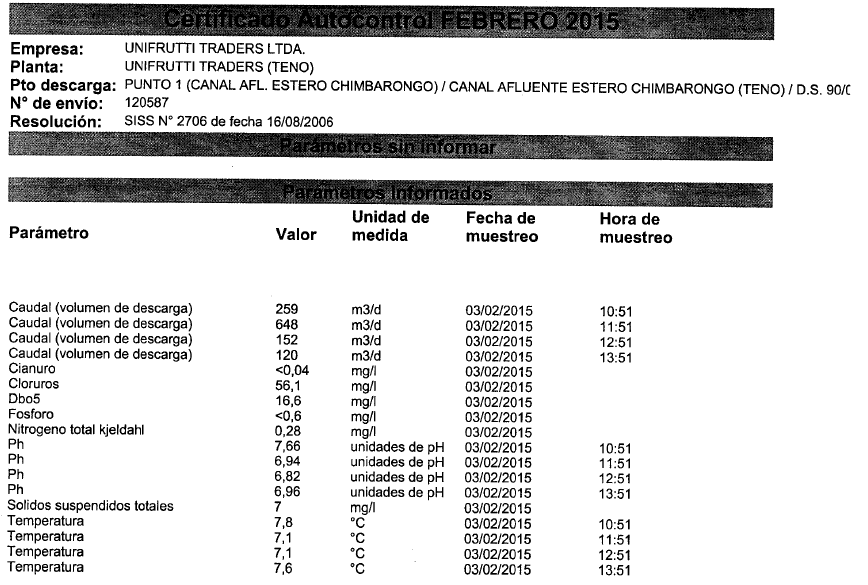 Certificado Autocontrol FEBRERO 2015
Empresa: UNIFRUTTI TRADERS LTDA.
Planta: UNIFRUTTI TRADERS (TENO)
Pto descarga: PUNTO 1 (CANAL AFL. ESTERO CHIMBARONGO) / CANAL AFLUENTE ESTERO CHIMBARONGO (TENO) / D.S. 90/0
N° de envío: 120587
Resolución: SISS N° 2706 de fecha 16/08/2006
Parámetros sin informar
Parámetros Informados
Parámetro Valor Unidad de medida Fecha de muestreo Hora de muestreo
Caudal (volumen de descarga) 259 m3/d 03/02/2015 10:51
Caudal (volumen de descarga) 648 m3/d 03/02/2015 11:51
Caudal (volumen de descarga) 152 m3/d 03/02/2015 12:51
Caudal (volumen de descarga) 120 m3/d 03/02/2015 13:51
Cianuro <0,04 mg/l 03/02/2015
Cloruros 56,1 mg/l 03/02/2015
Dbo5 16,6 mg/l 03/02/2015
Fosforo <0,6 mg/l 03/02/2015
Nitrogeno total kjeldahl 0,28 mg/l 03/02/2015
Ph 7,66 unidades de pH 03/02/2015 10:51
Ph 6,94 unidades de pH 03/02/2015 11:51
Ph 6,82 unidades de pH 03/02/2015 12:51
Ph 6,96 unidades de pH 03/02/2015 13:51
Solidos suspendidos totales 7 mg/l 03/02/2015
Temperatura 7,8 °C 03/02/2015 10:51
Temperatura 7,1 °C 03/02/2015 11:51
Temperatura 7,1 °C 03/02/2015 12:51
Temperatura 7,6 °C 03/02/2015 13:51